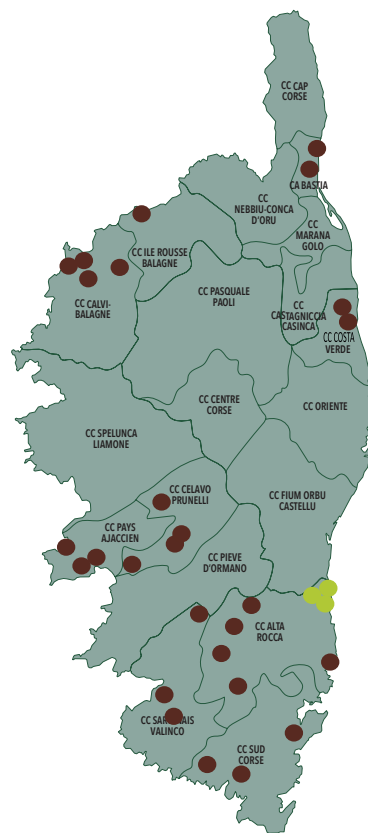 CC CAP
CORSE
CA BASTIA
CC
NEBBIU-CONCA
D'ORU
CC
MARANA
GOLO
CC ILE ROUSSE
BALAGNE
CC PASQUALE
PAOLI
CC CALVI-
BALAGNE
CC
CASTAGNICCIA
CASINCA
CC COSTA
VERDE
CC CENTRE
CORSE
CC ORIENTE
CC SPELUNCA
LIAMONE
CC CELAVO
PRUNELLI
CC FIUM ORBU
CASTELLU
CC PAYS
AJACCIEN
CC PIEVE
D'ORNANO
CC ALTA
ROCCA
VALINCO
CC SUD
CORSE